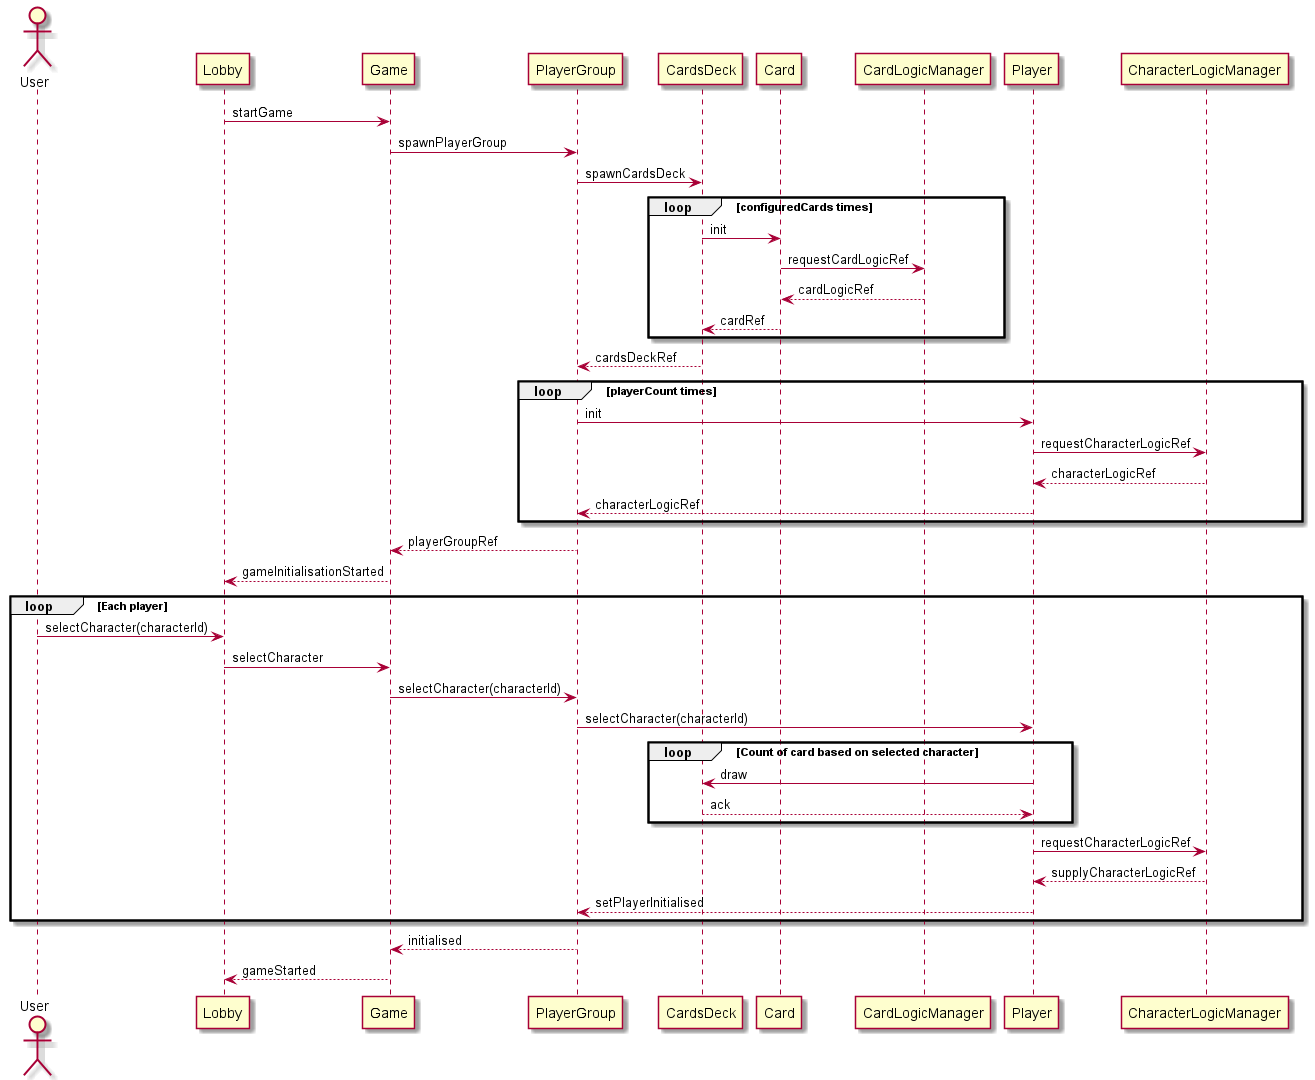 User
Lobby
Game
PlayerGroup
CardsDeck
Card
CardLogicManager
Player
CharacterLogicManager
startGame
spawnPlayerGroup
spawnCardsDeck
loop [configuredCards times]
init
requestCardLogicRef
cardLogicRef
cardRef
cardsDeckRef
loop [playerCount times]
init
requestCharacterLogicRef
characterLogicRef
characterLogicRef
playerGroupRef
gameInitialisationStarted
loop [Each player]
selectCharacter(characterId)
selectCharacter
selectCharacter(characterId)
selectCharacter(characterId)
loop [Count of card based on selected character]
draw
ack
requestCharacterLogicRef
supplyCharacterLogicRef
setPlayerInitialised
initialised
gameStarted
User
Lobby
Game
PlayerGroup
CardsDeck
Card
CardLogicManager
Player
CharacterLogicManager